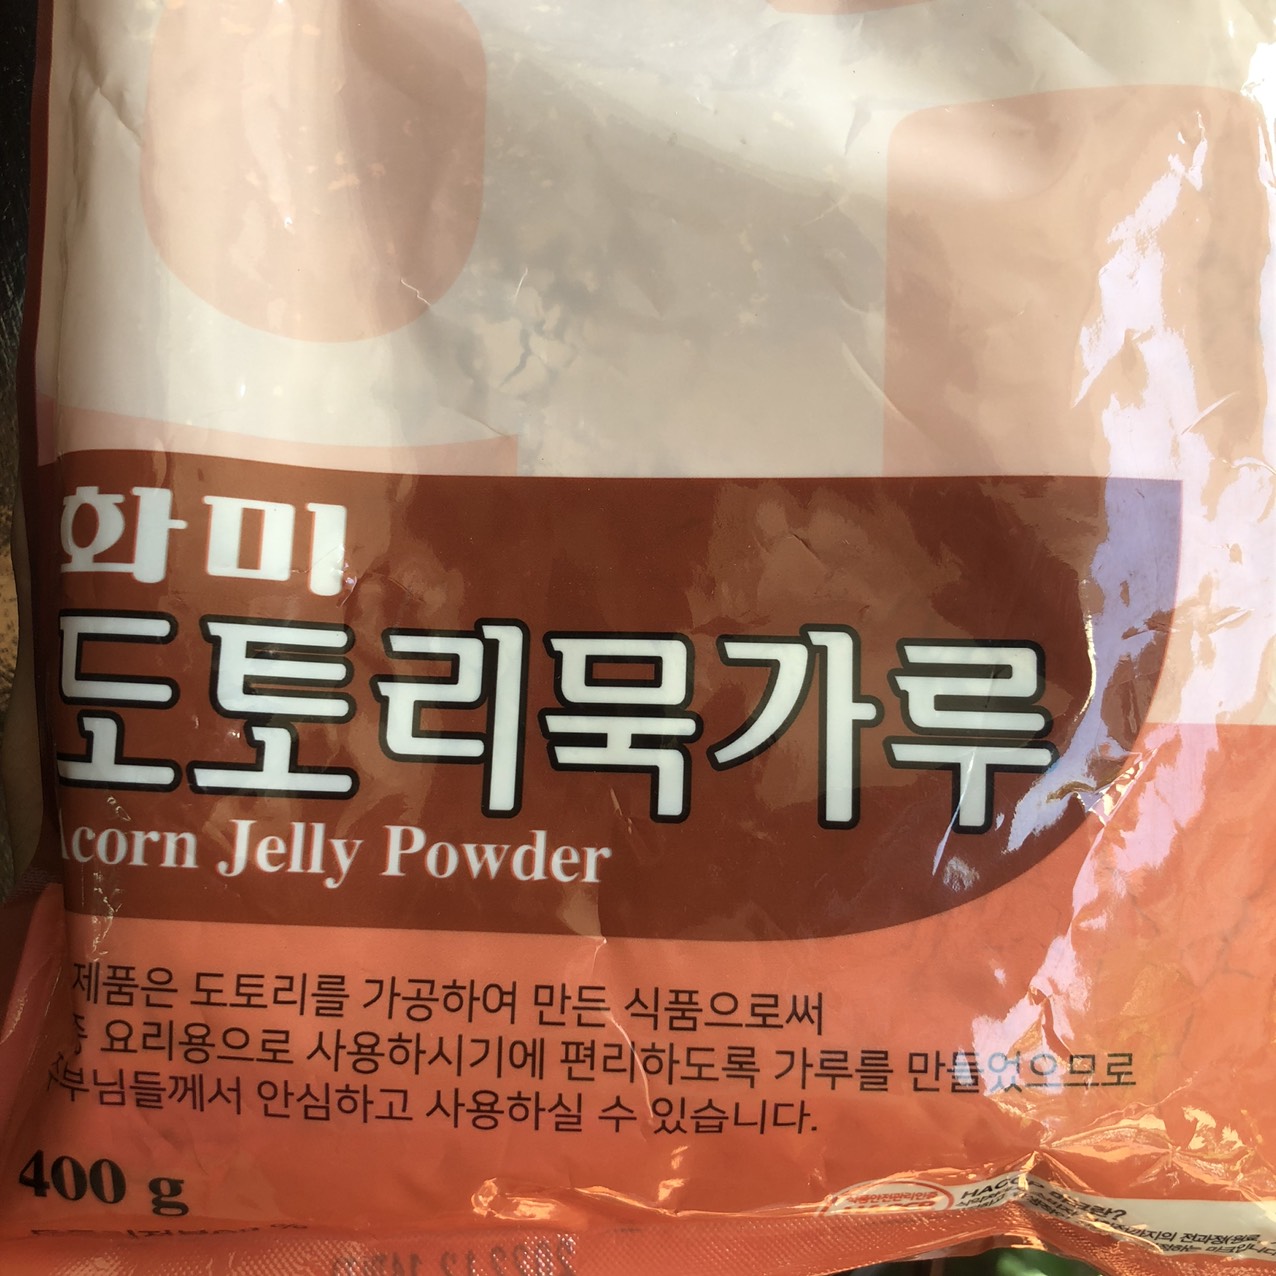 화미
도토리묵가루
Acorn Jelly Powder
제품은 도토리를 가공하여 만든 식품으로써
요리용으로 사용하시기에 편리하도록 가루를 만들었으므로
부님들께서 안심하고 사용하실 수 있습니다.
400 g